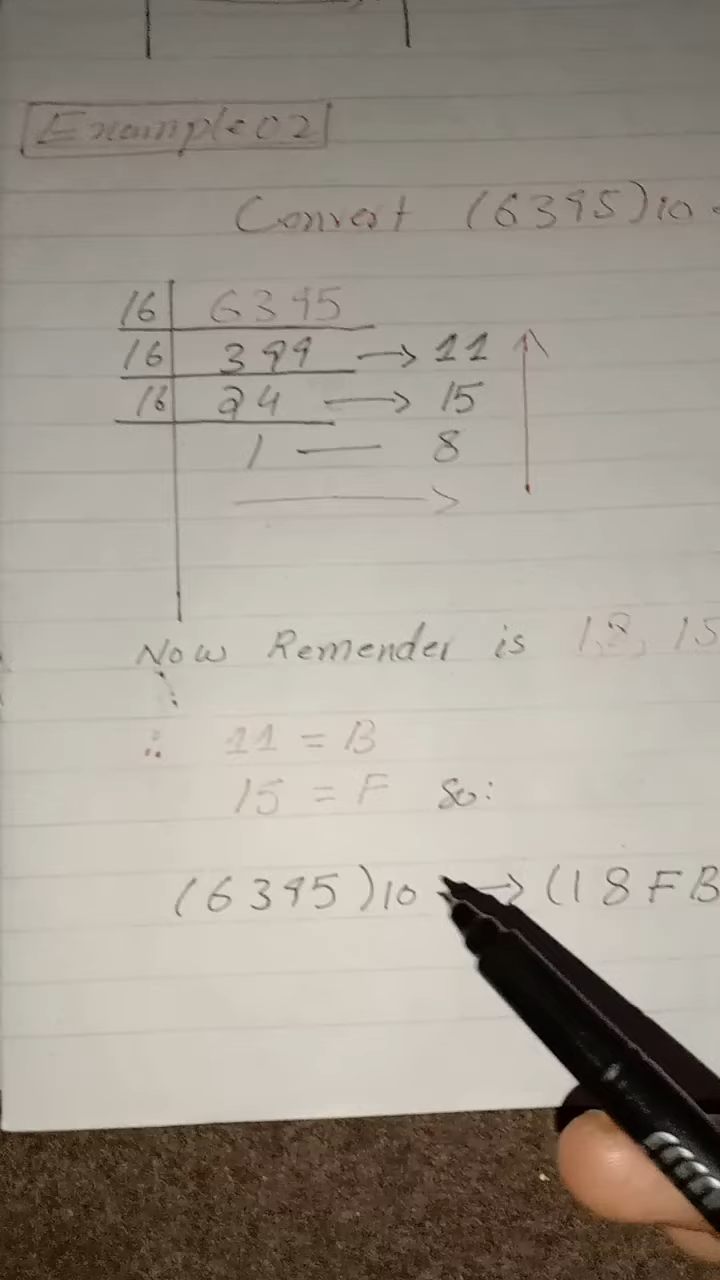 Example 02
Convert (6395)10
16 6395
16 399 → 11
16 24 → 15
1 — 8
Now Remender is 1,8, 15
∴ 11 = B
15 = F So:
(6395)10 → (18FB